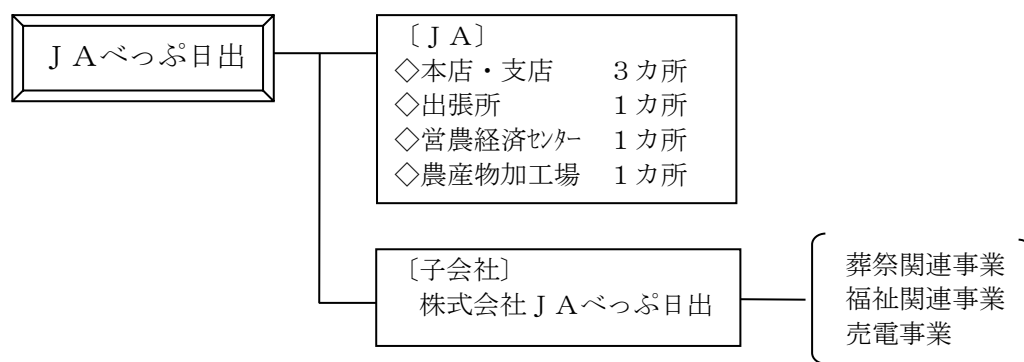 ＪＡべっぷ日出
〔ＪＡ〕
◇本店・支店　　３カ所
◇出張所　　　　１カ所
◇営農経済ｾﾝﾀｰ　１カ所
◇農産物加工場　１カ所
〔子会社〕
株式会社ＪＡべっぷ日出
葬祭関連事業
福祉関連事業
売電事業